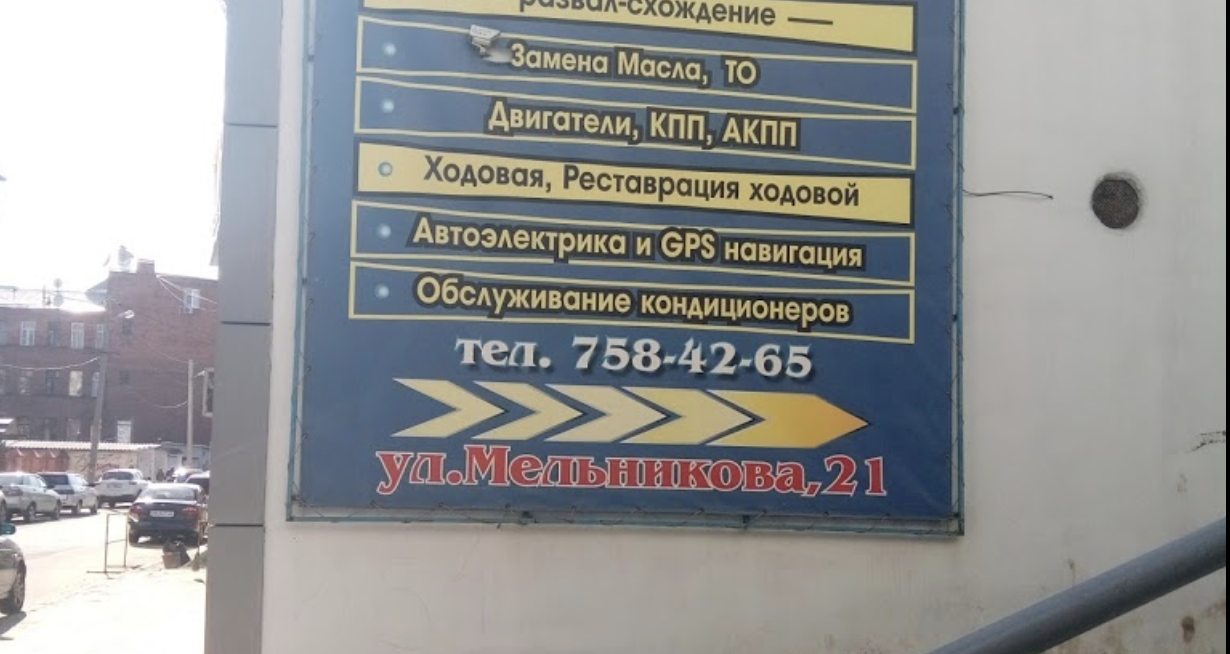 развал-схождение —
Замена Масла, ТО
Двигатели, КПП, АКПП
Ходовая, Реставрация ходовой
Автоэлектрика и GPS навигация
Обслуживание кондиционеров
тел. 758-42-65
ул.Мельникова,21